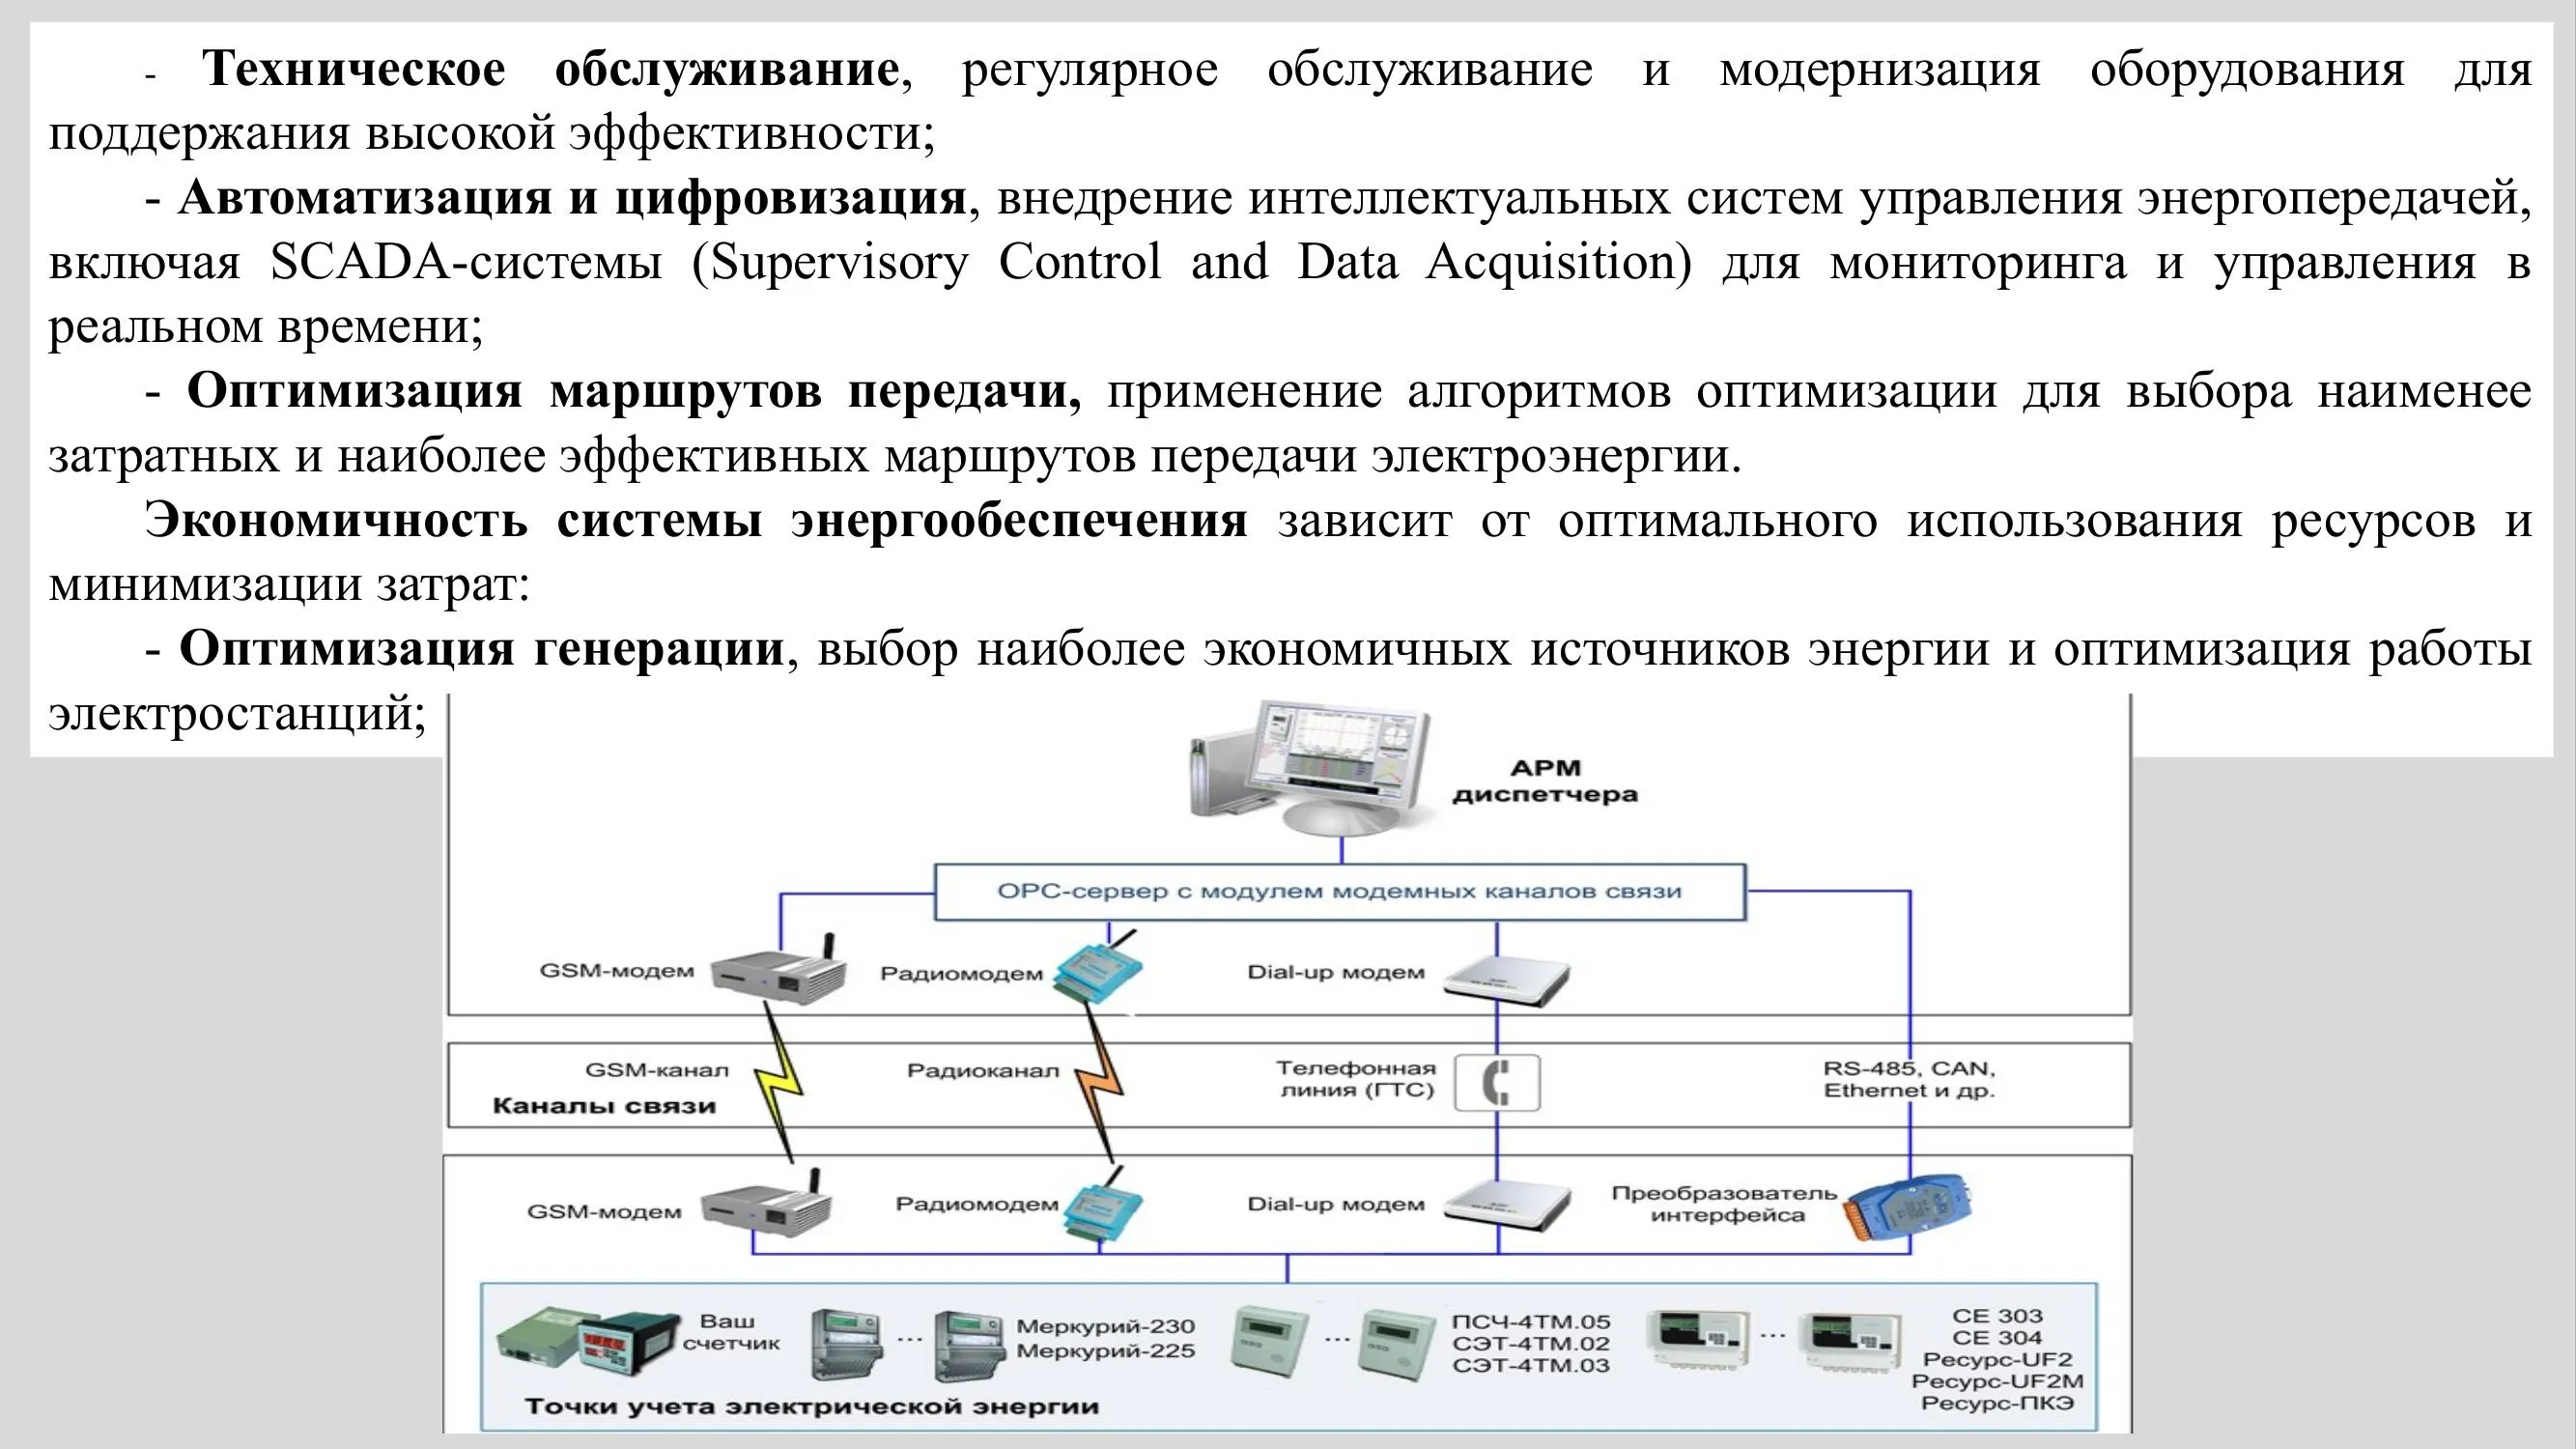 - Техническое обслуживание, регулярное обслуживание и модернизация оборудования для
поддержания высокой эффективности;
- Автоматизация и цифровизация, внедрение интеллектуальных систем управления энергопередачей,
включая SCADA-системы (Supervisory Control and Data Acquisition) для мониторинга и управления в
реальном времени;
- Оптимизация маршрутов передачи, применение алгоритмов оптимизации для выбора наименее
затратных и наиболее эффективных маршрутов передачи электроэнергии.
Экономичность системы энергообеспечения зависит от оптимального использования ресурсов и
минимизации затрат:
- Оптимизация генерации, выбор наиболее экономичных источников энергии и оптимизация работы
электростанций;
АРМ
диспетчера
OPC-сервер с модулем модемных каналов связи
GSM-модем
Радиомодем
Dial-up модем
GSM-канал
Радиоканал
Телефонная
линия (ГТС)
RS-485, CAN,
Ethernet и др.
Каналы связи
GSM-модем
Радиомодем
Dial-up модем
Преобразователь
интерфейса
Ваш
счетчик
...
Меркурий-230
Меркурий-225
...
ПСЧ-4ТМ.05
СЭТ-4ТМ.02
СЭТ-4ТМ.03
...
СЕ 303
СЕ 304
Ресурс-UF2
Ресурс-UF2M
Ресурс-ПКЭ
Точки учета электрической энергии